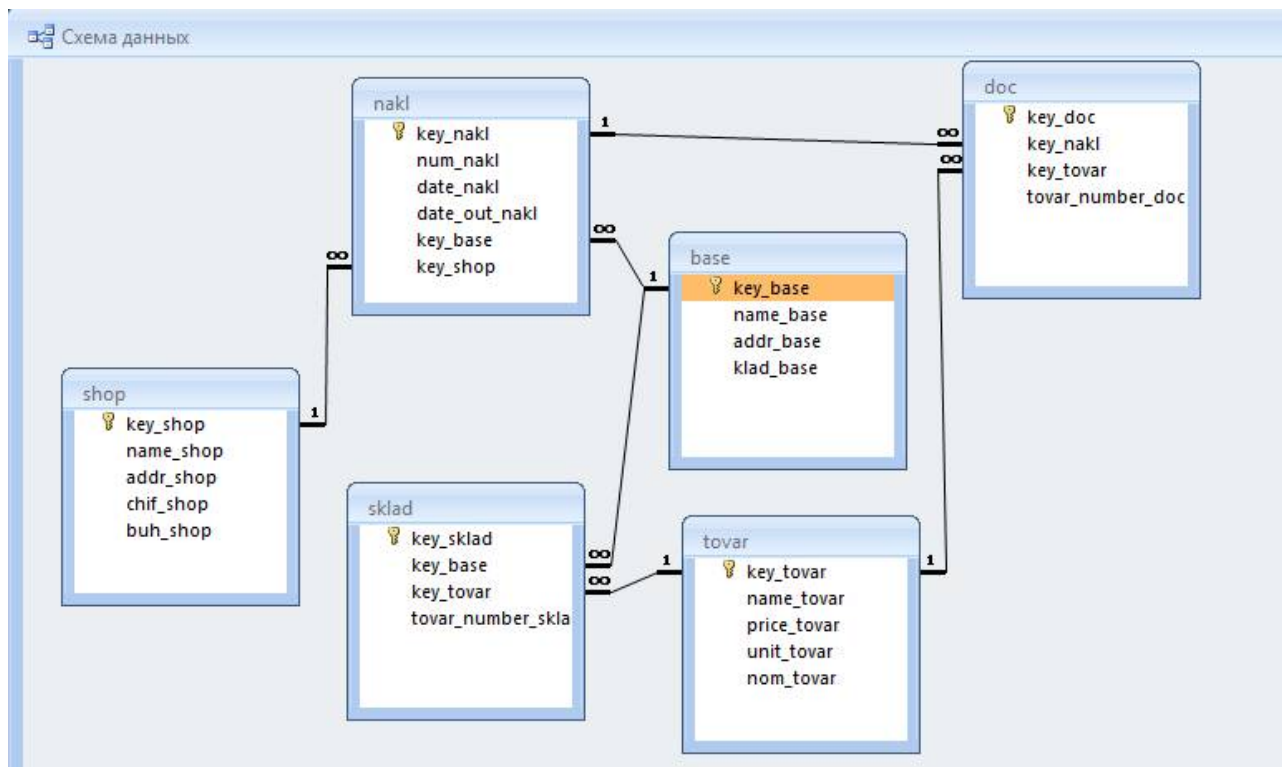 Схема данных
nakl
key_nakl
num_nakl
date_nakl
date_out_nakl
key_base
key_shop
doc
key_doc
key_nakl
key_tovar
tovar_number_doc
base
key_base
name_base
addr_base
klad_base
shop
key_shop
name_shop
addr_shop
chif_shop
buh_shop
sklad
key_sklad
key_base
key_tovar
tovar_number_skla
tovar
key_tovar
name_tovar
price_tovar
unit_tovar
nom_tovar
1
∞
∞
∞
1
∞
1
∞
∞
1
1